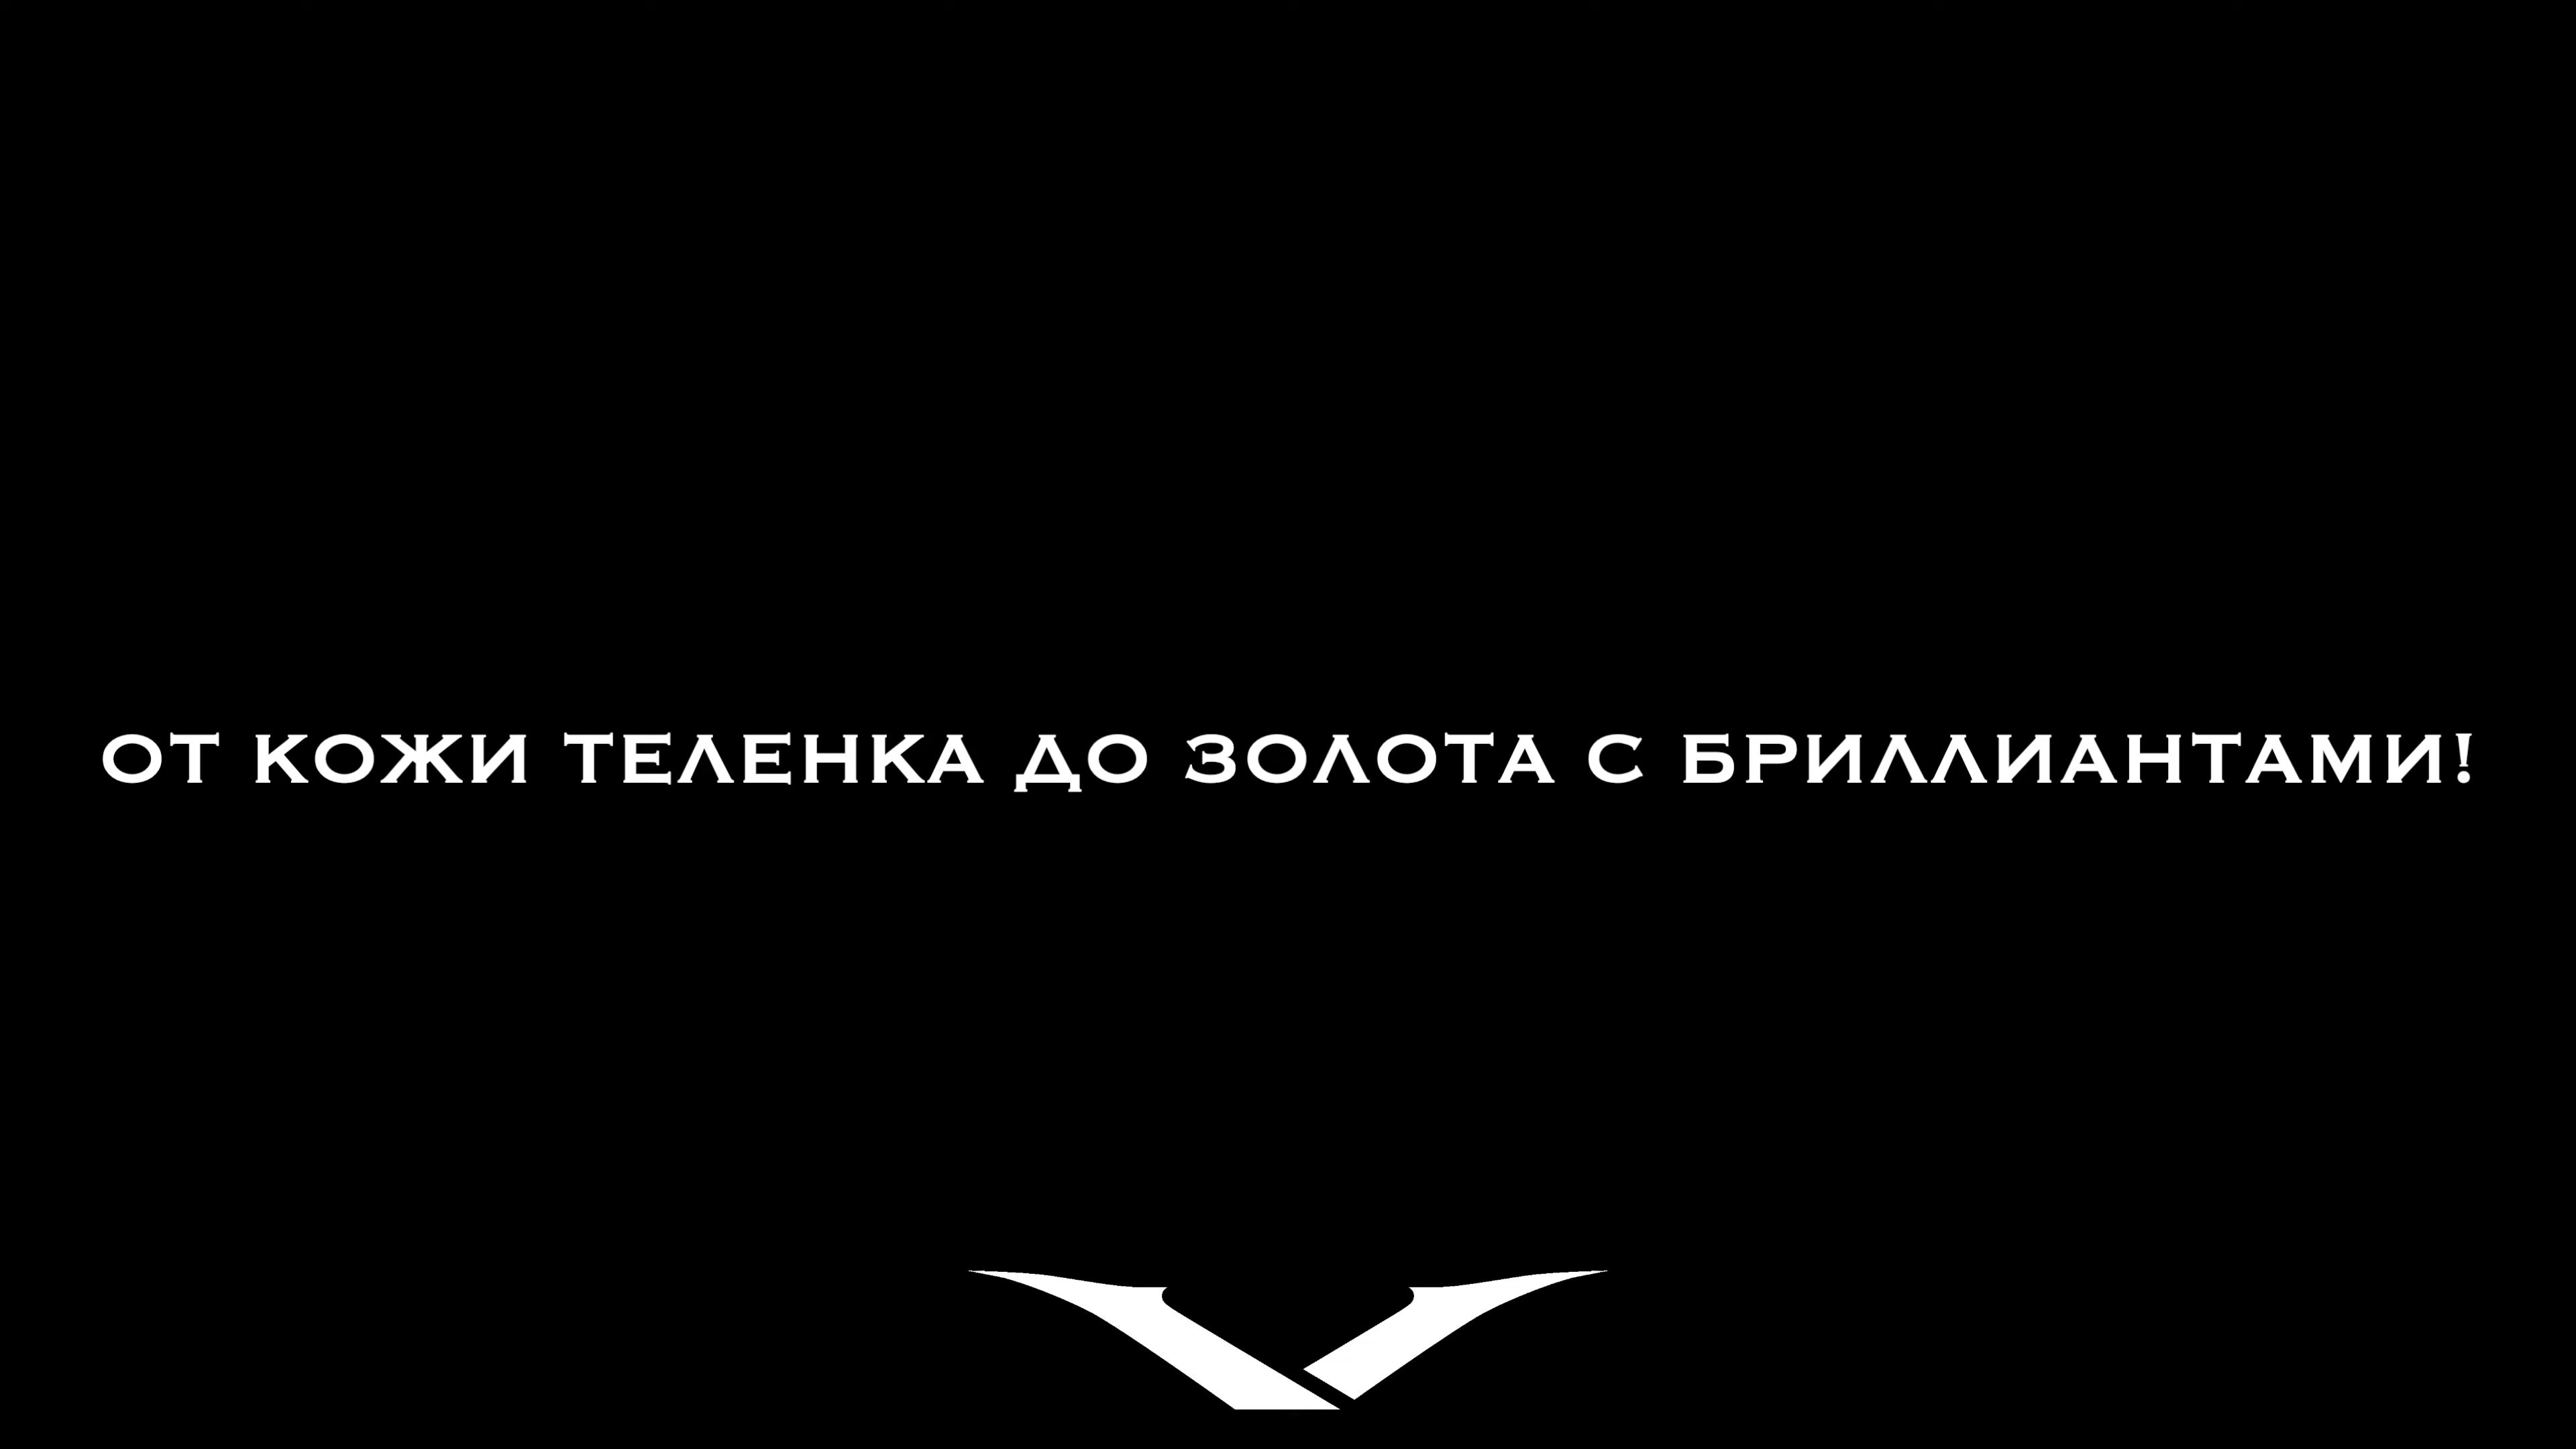 ОТ КОЖИ ТЕЛЕНКА ДО ЗОЛОТА С БРИЛЛИАНТАМИ!